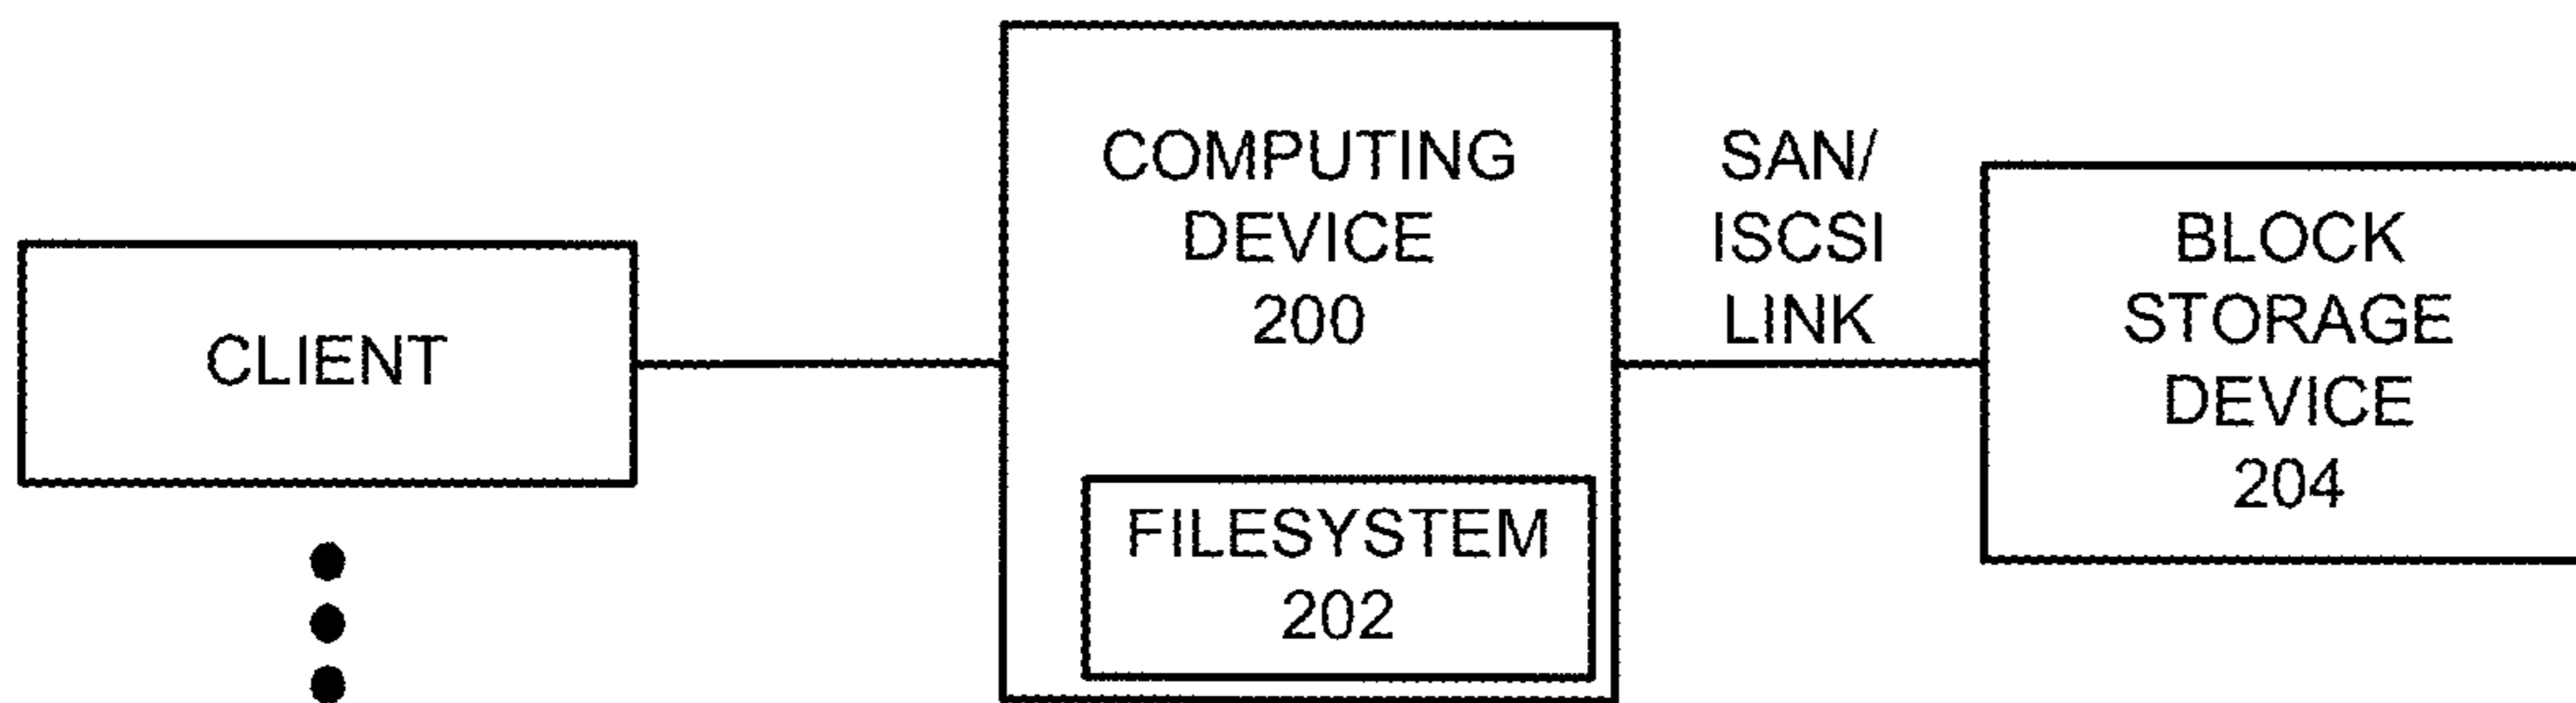 CLIENT
COMPUTING
DEVICE
200
FILESYSTEM
202
SAN/
ISCSI
LINK
BLOCK
STORAGE
DEVICE
204